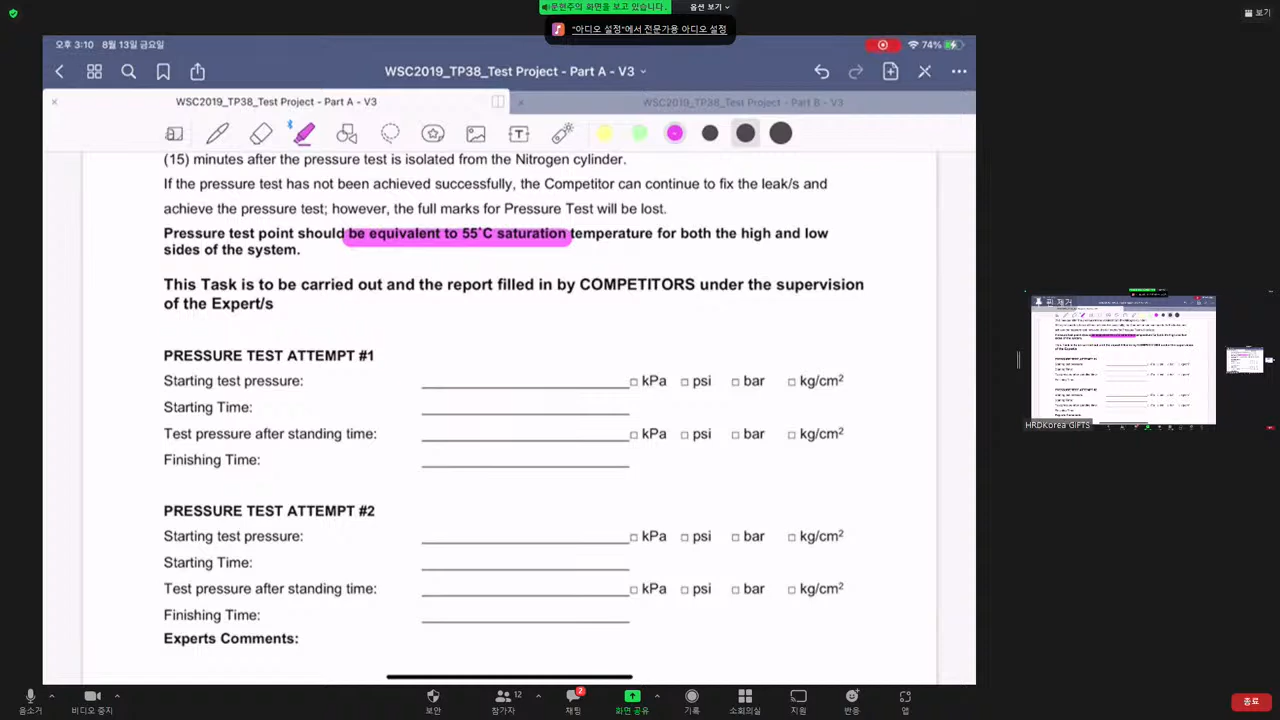 문현주의 화면을 보고 있습니다.
옵션 보기
보기
"아디오 설정"에서 전문가용 아디오 설정
오후 3:10 8월 13일 금요일
74%
WSC2019_TP38_Test Project - Part A - V3
WSC2019_TP38_Test Project - Part A - V3
WSC2019_TP38_Test Project - Part B - V3
(15) minutes after the pressure test is isolated from the Nitrogen cylinder.
If the pressure test has not been achieved successfully, the Competitor can continue to fix the leak/s and
achieve the pressure test; however, the full marks for Pressure Test will be lost.
Pressure test point should be equivalent to 55˚C saturation temperature for both the high and low
sides of the system.
This Task is to be carried out and the report filled in by COMPETITORS under the supervision
of the Expert/s
PRESSURE TEST ATTEMPT #1
Starting test pressure: □ kPa □ psi □ bar □ kg/cm²
Starting Time:
Test pressure after standing time: □ kPa □ psi □ bar □ kg/cm²
Finishing Time:
PRESSURE TEST ATTEMPT #2
Starting test pressure: □ kPa □ psi □ bar □ kg/cm²
Starting Time:
Test pressure after standing time: □ kPa □ psi □ bar □ kg/cm²
Finishing Time:
Experts Comments:
핀 제거
HRDKorea GIFTS
음소거
비디오 중지
보안
12
참가자
2
채팅
화면 공유
기록
소회의실
지원
반응
앱
종료